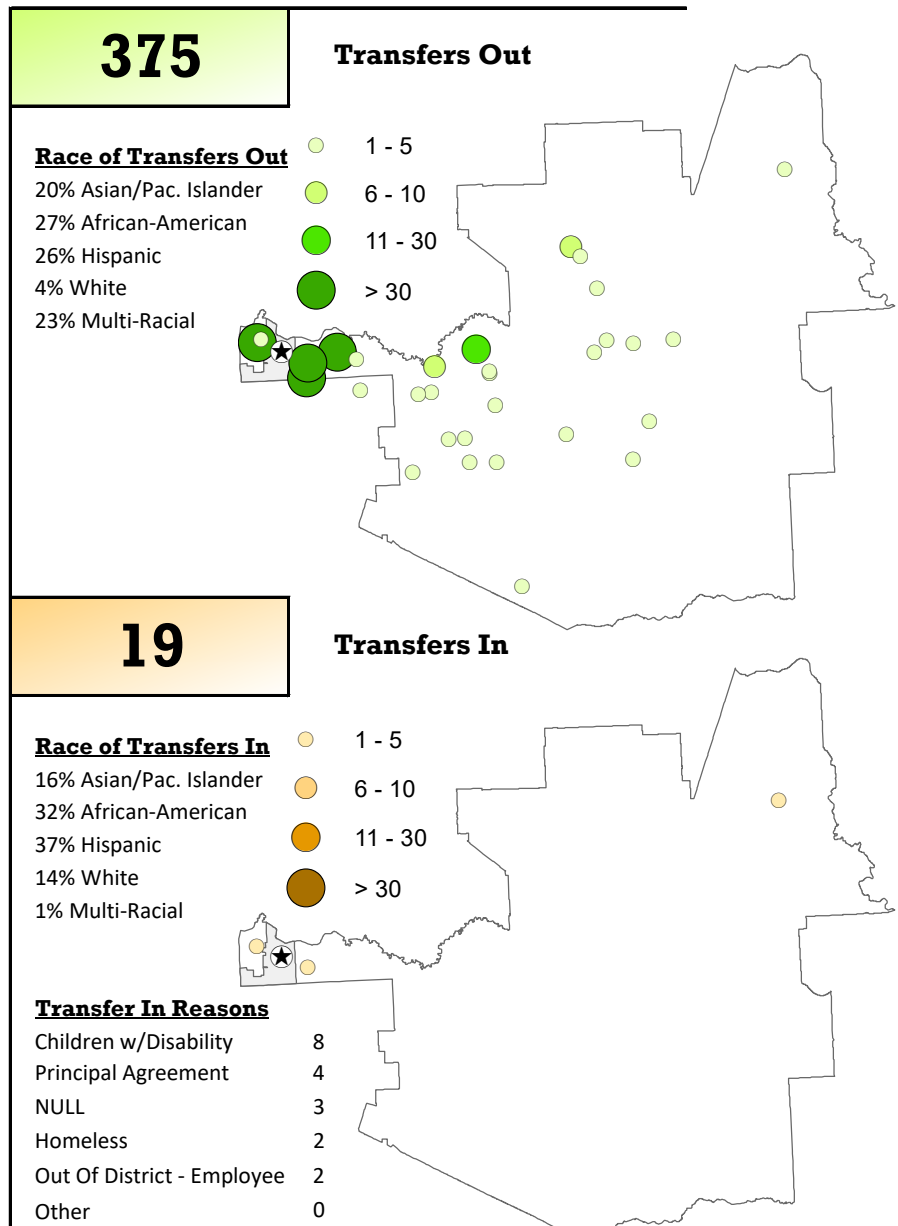 375
Transfers Out
Race of Transfers Out
20% Asian/Pac. Islander
27% African-American
26% Hispanic
4% White
23% Multi-Racial
1 - 5
6 - 10
11 - 30
> 30
19
Transfers In
Race of Transfers In
16% Asian/Pac. Islander
32% African-American
37% Hispanic
14% White
1% Multi-Racial
1 - 5
6 - 10
11 - 30
> 30
Transfer In Reasons
Children w/Disability 8
Principal Agreement 4
NULL 3
Homeless 2
Out Of District - Employee 2
Other 0